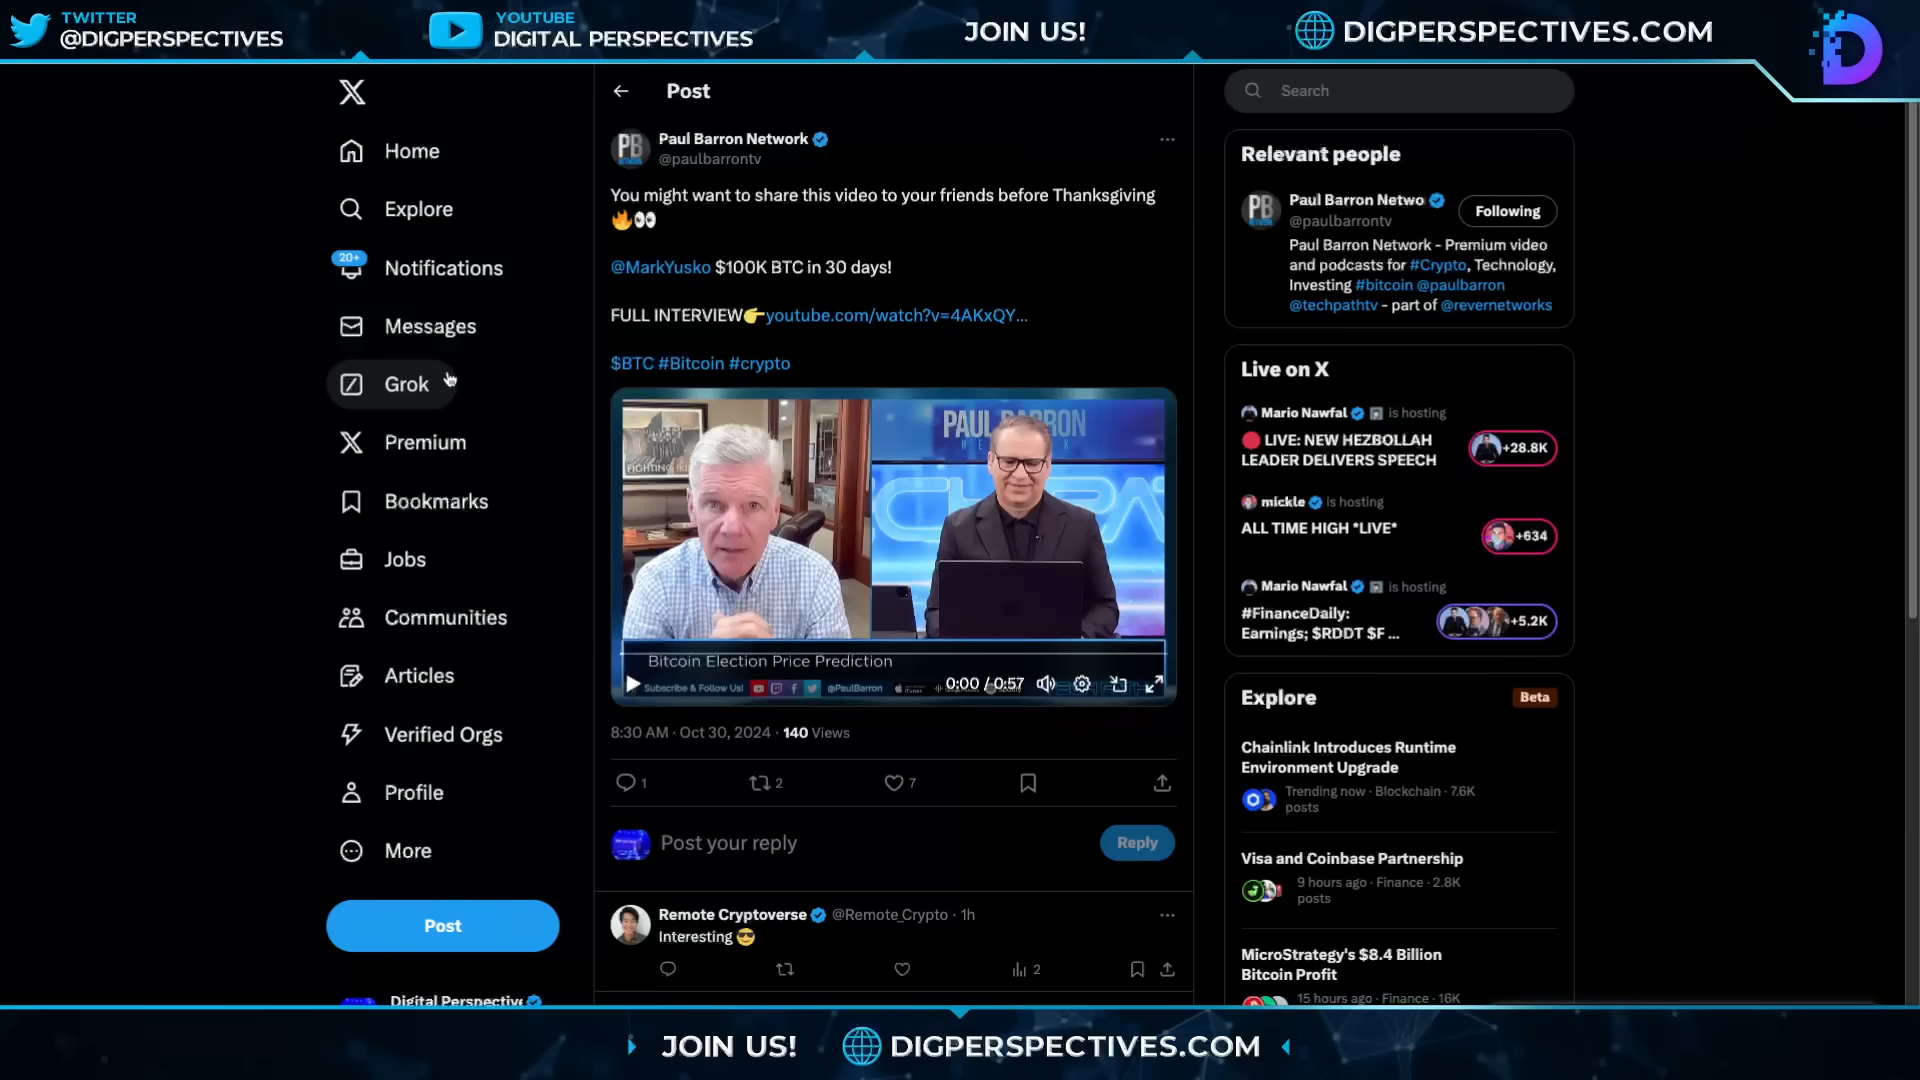 TWITTER
@DIGPERSPECTIVES
YOUTUBE
DIGITAL PERSPECTIVES
JOIN US!
DIGPERSPECTIVES.COM
Home
Explore
20+
Notifications
Messages
Grok
Premium
Bookmarks
Jobs
Communities
Articles
Verified Orgs
Profile
More
Post
Digital Perspective
Post
Paul Barron Network
@paulbarrontv
You might want to share this video to your friends before Thanksgiving
🔥👀
@MarkYusko $100K BTC in 30 days!
FULL INTERVIEW👉youtube.com/watch?v=4AKxQY...
$BTC #Bitcoin #crypto
FIGHTING
PAUL BARRON
Bitcoin Election Price Prediction
Subscribe & Follow Us! @PaulBarron
0:00 / 0:57
8:30 AM · Oct 30, 2024 · 140 Views
1
2
7
Post your reply
Reply
Remote Cryptoverse @Remote_Crypto · 1h
Interesting 😎
2
Search
Relevant people
PB
Paul Barron Netwo
@paulbarrontv
Following
Paul Barron Network - Premium video
and podcasts for #Crypto, Technology,
Investing #bitcoin @paulbarron
@techpathtv - part of @revernetworks
Live on X
Mario Nawfal is hosting
🔴 LIVE: NEW HEZBOLLAH
LEADER DELIVERS SPEECH
+28.8K
mickle is hosting
ALL TIME HIGH *LIVE*
+634
Mario Nawfal is hosting
#FinanceDaily:
Earnings; $RDDT $F ...
+5.2K
Explore
Beta
Chainlink Introduces Runtime
Environment Upgrade
Trending now · Blockchain · 7.6K
posts
Visa and Coinbase Partnership
9 hours ago · Finance · 2.8K
posts
MicroStrategy's $8.4 Billion
Bitcoin Profit
15 hours ago · Finance · 16K
JOIN US!
DIGPERSPECTIVES.COM